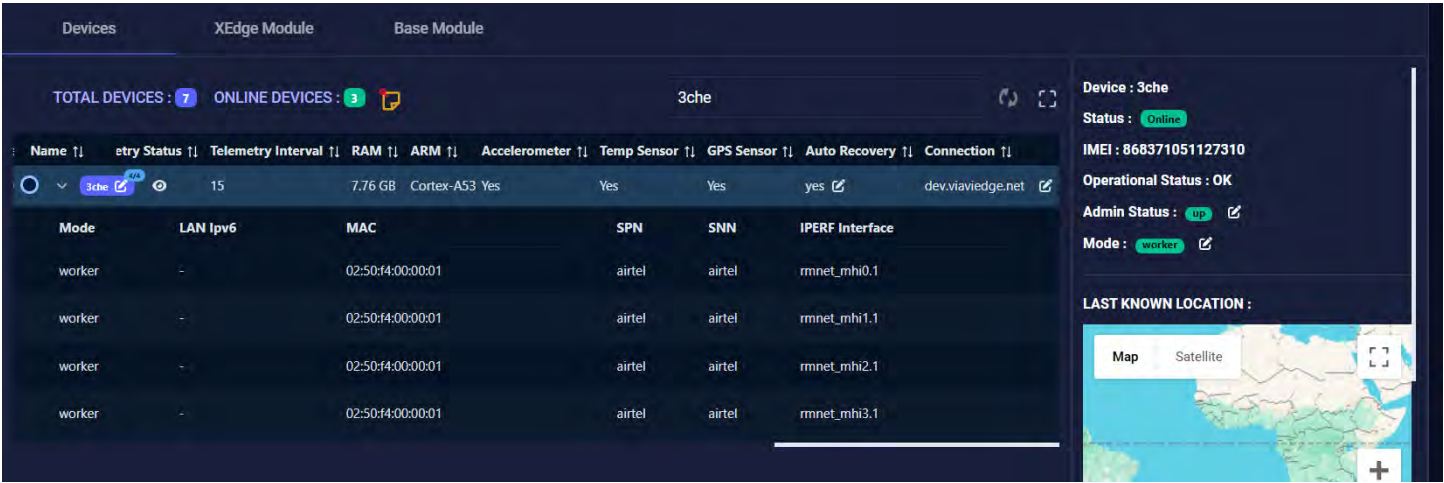 Devices XEdge Module Base Module
TOTAL DEVICES : 7 ONLINE DEVICES : 3 3che
Name etry Status Telemetry Interval RAM ARM Accelerometer Temp Sensor GPS Sensor Auto Recovery Connection
3che 4/4 15 7.76 GB Cortex-A53 Yes Yes Yes yes dev.viaviedge.net
Mode LAN Ipv6 MAC SPN SNN IPERF Interface
worker - 02:50:f4:00:00:01 airtel airtel rmnet_mhi0.1
worker - 02:50:f4:00:00:01 airtel airtel rmnet_mhi1.1
worker - 02:50:f4:00:00:01 airtel airtel rmnet_mhi2.1
worker - 02:50:f4:00:00:01 airtel airtel rmnet_mhi3.1
Device : 3che
Status : Online
IMEI : 868371051127310
Operational Status : OK
Admin Status : up
Mode : worker
LAST KNOWN LOCATION :
Map Satellite